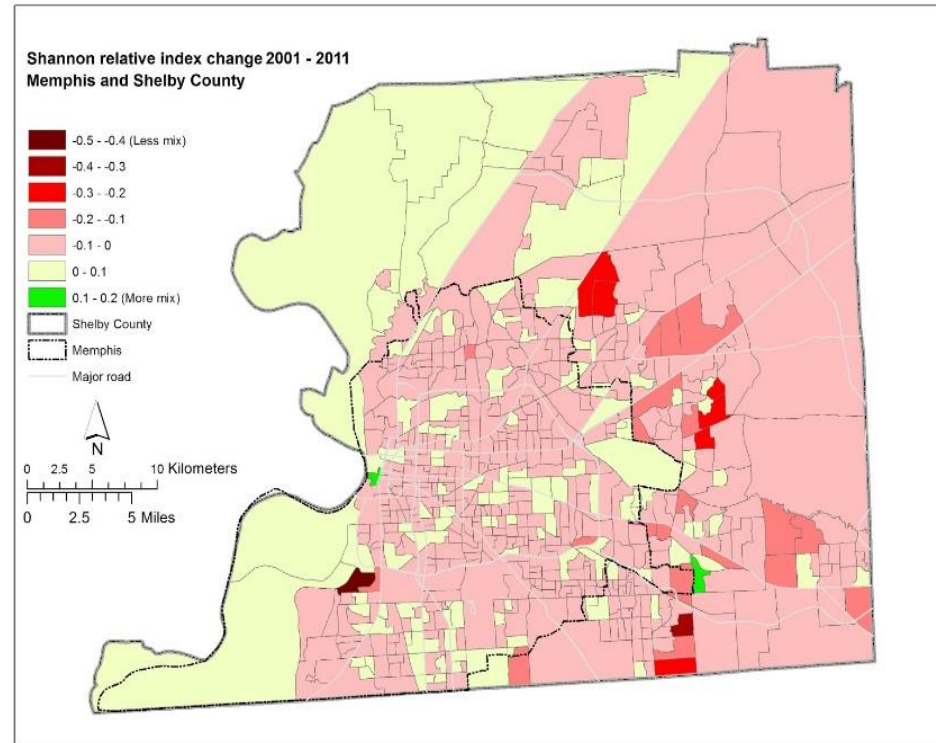 Shannon relative index change 2001 - 2011
Memphis and Shelby County
-0.5 - -0.4 (Less mix)
-0.4 - -0.3
-0.3 - -0.2
-0.2 - -0.1
-0.1 - 0
0 - 0.1
0.1 - 0.2 (More mix)
Shelby County
Memphis
Major road
N
0 2.5 5 10 Kilometers
0 2.5 5 Miles